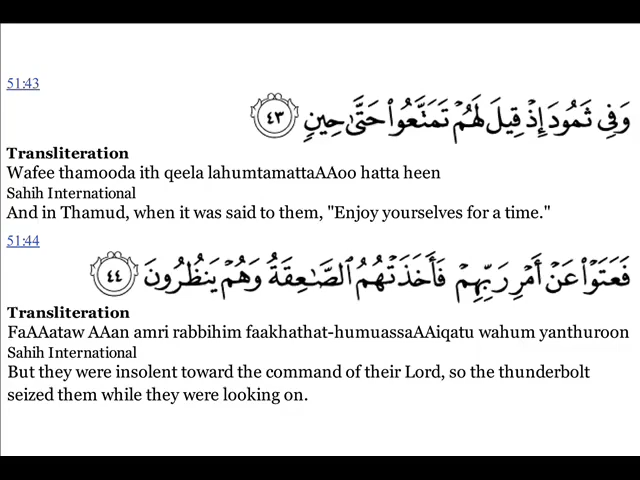 51:43
وَفِى ثَمُودَ إِذْ قِيلَ لَهُمْ تَمَتَّعُوا۟ حَتَّىٰ حِينٍ ٤٣
Transliteration
Wafee thamooda ith qeela lahumtamattaAAoo hatta heen
Sahih International
And in Thamud, when it was said to them, "Enjoy yourselves for a time."
51:44
فَعَتَوْا۟ عَنْ أَمْرِ رَبِّهِمْ فَأَخَذَتْهُمُ ٱلصَّـٰعِقَةُ وَهُمْ يَنظُرُونَ ٤٤
Transliteration
FaAAataw AAan amri rabbihim faakhathat-humuassaAAiqatu wahum yanthuroon
Sahih International
But they were insolent toward the command of their Lord, so the thunderbolt
seized them while they were looking on.